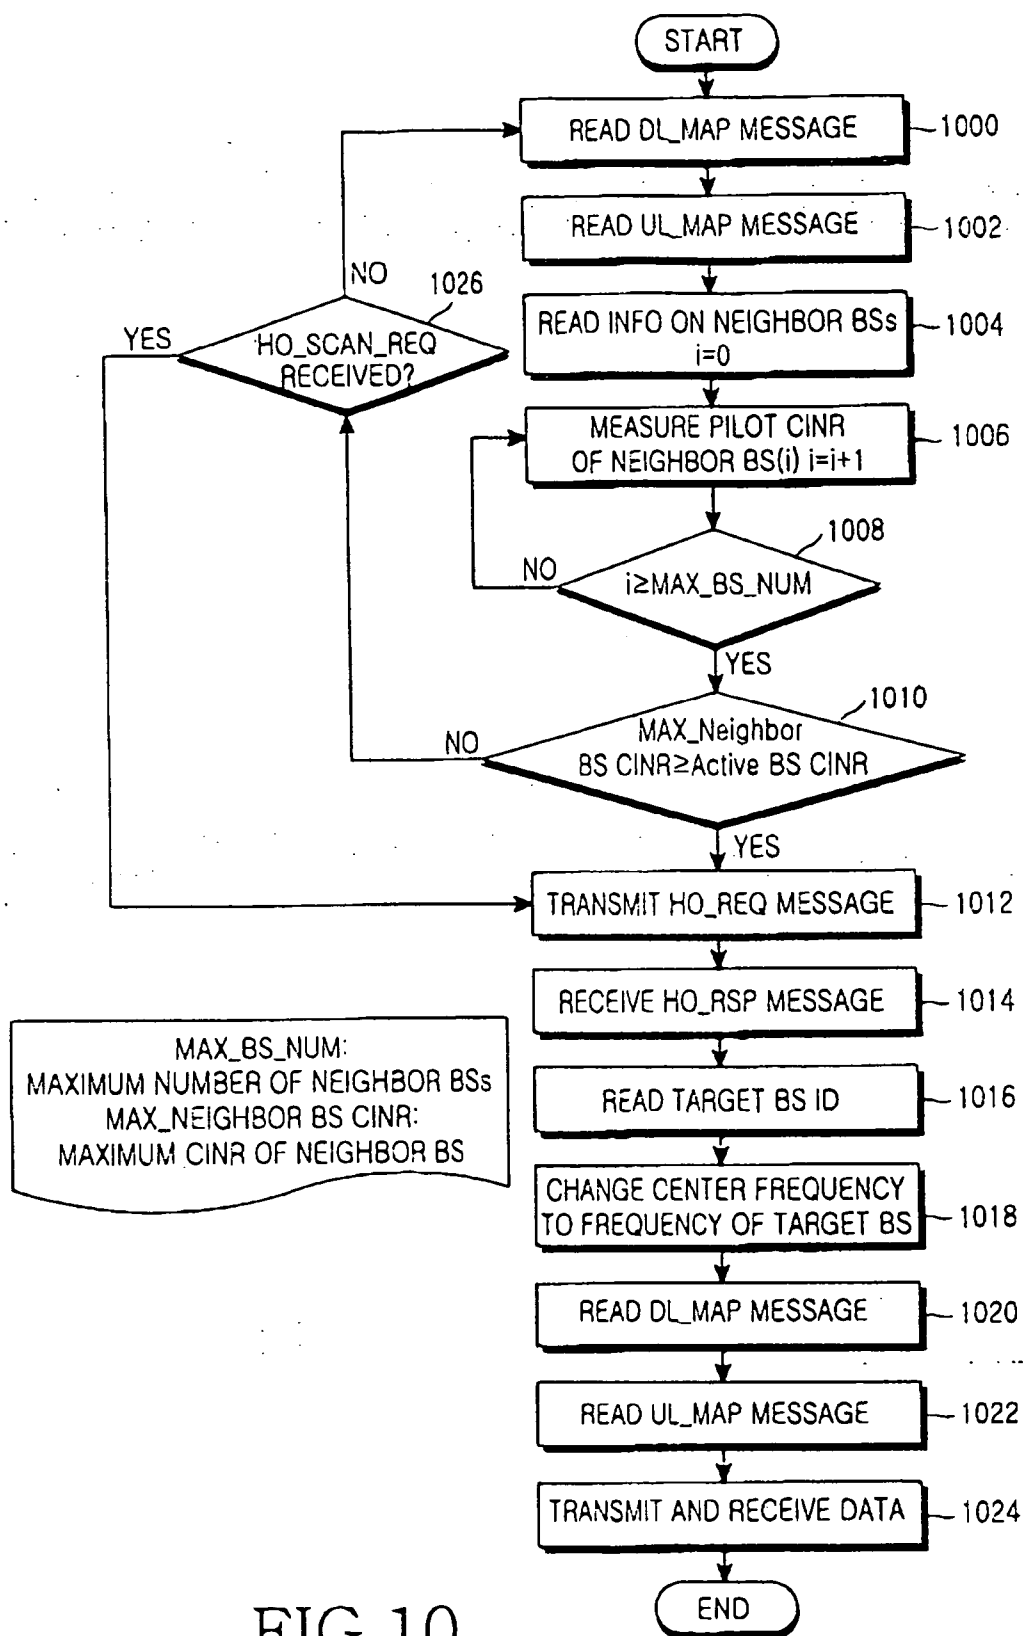 START
READ DL_MAP MESSAGE
1000
READ UL_MAP MESSAGE
1002
NO
1026
YES
HO_SCAN_REQ
RECEIVED?
READ INFO ON NEIGHBOR BSs
i=0
1004
MEASURE PILOT CINR
OF NEIGHBOR BS(i) i=i+1
1006
1008
NO
i≥MAX_BS_NUM
YES
1010
MAX_Neighbor
BS CINR≥Active BS CINR
NO
YES
TRANSMIT HO_REQ MESSAGE
1012
RECEIVE HO_RSP MESSAGE
1014
MAX_BS_NUM:
MAXIMUM NUMBER OF NEIGHBOR BSs
MAX_NEIGHBOR BS CINR:
MAXIMUM CINR OF NEIGHBOR BS
READ TARGET BS ID
1016
CHANGE CENTER FREQUENCY
TO FREQUENCY OF TARGET BS
1018
READ DL_MAP MESSAGE
1020
READ UL_MAP MESSAGE
1022
TRANSMIT AND RECEIVE DATA
1024
END
FIG.10